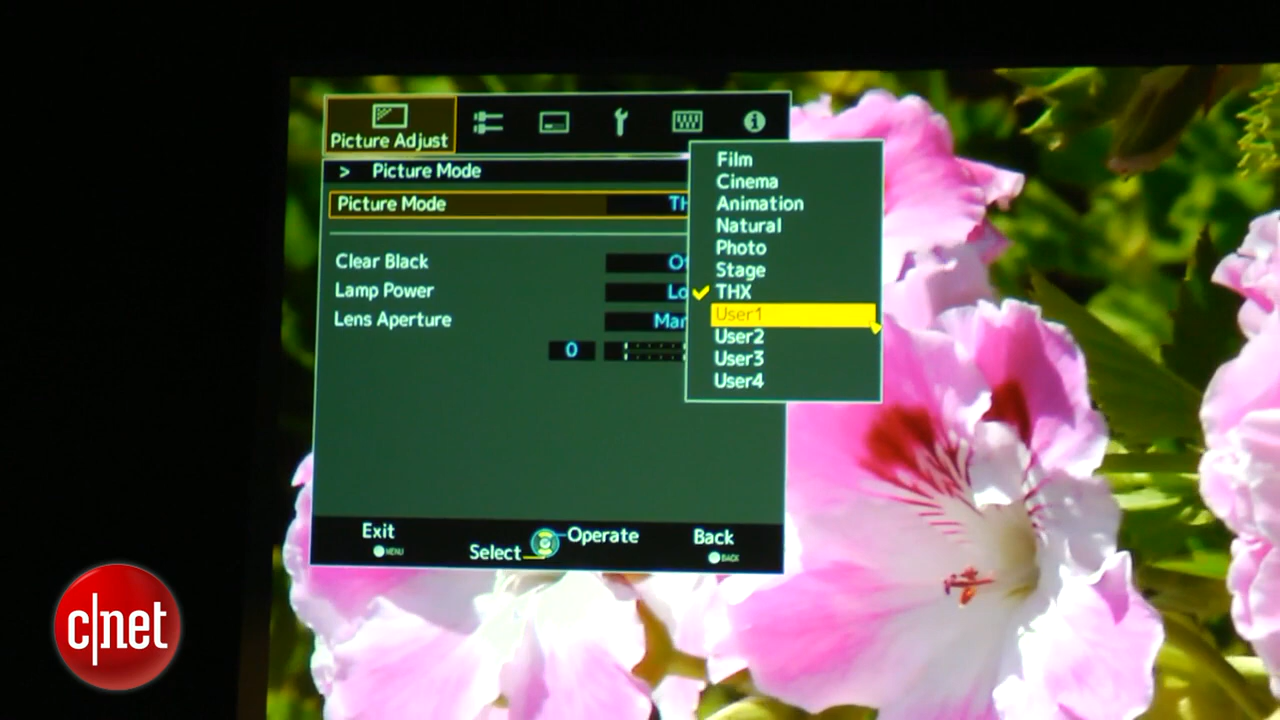 Picture Adjust
> Picture Mode
Picture Mode
Clear Black
Lamp Power
Lens Aperture
0
Film
Cinema
Animation
Natural
Photo
Stage
THX
User1
User2
User3
User4
Exit
MENU
Select
Operate
Back
BACK
c|net